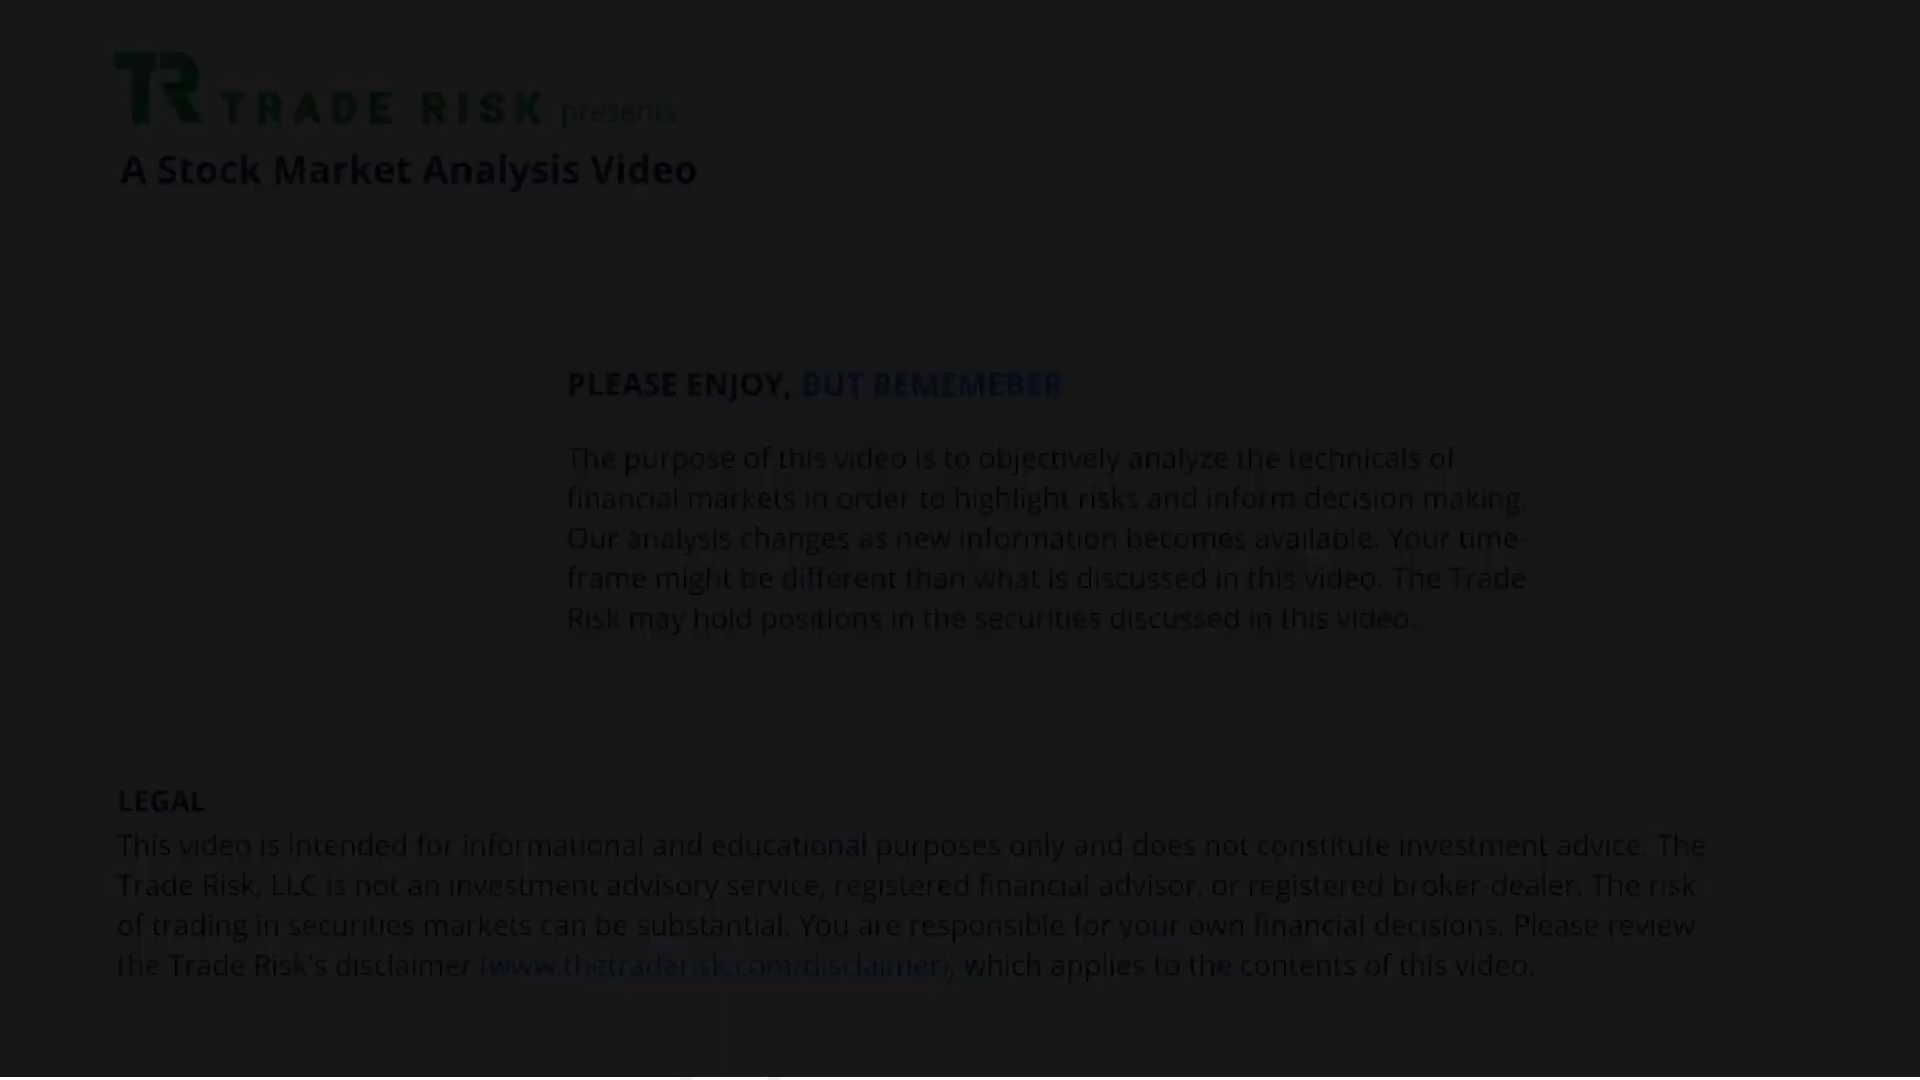 TR TRADE RISK presents
A Stock Market Analysis Video
PLEASE ENJOY, BUT REMEMEBER
The purpose of this video is to objectively analyze the technicals of
financial markets in order to highlight risks and inform decision making.
Our analysis changes as new information becomes available. Your time-
frame might be different than what is discussed in this video. The Trade
Risk may hold positions in the securities discussed in this video.
LEGAL
This video is intended for informational and educational purposes only and does not constitute investment advice. The
Trade Risk, LLC is not an investment advisory service, registered financial advisor, or registered broker-dealer. The risk
of trading in securities markets can be substantial. You are responsible for your own financial decisions. Please review
the Trade Risk's disclaimer (www.thetraderisk.com/disclaimer), which applies to the contents of this video.